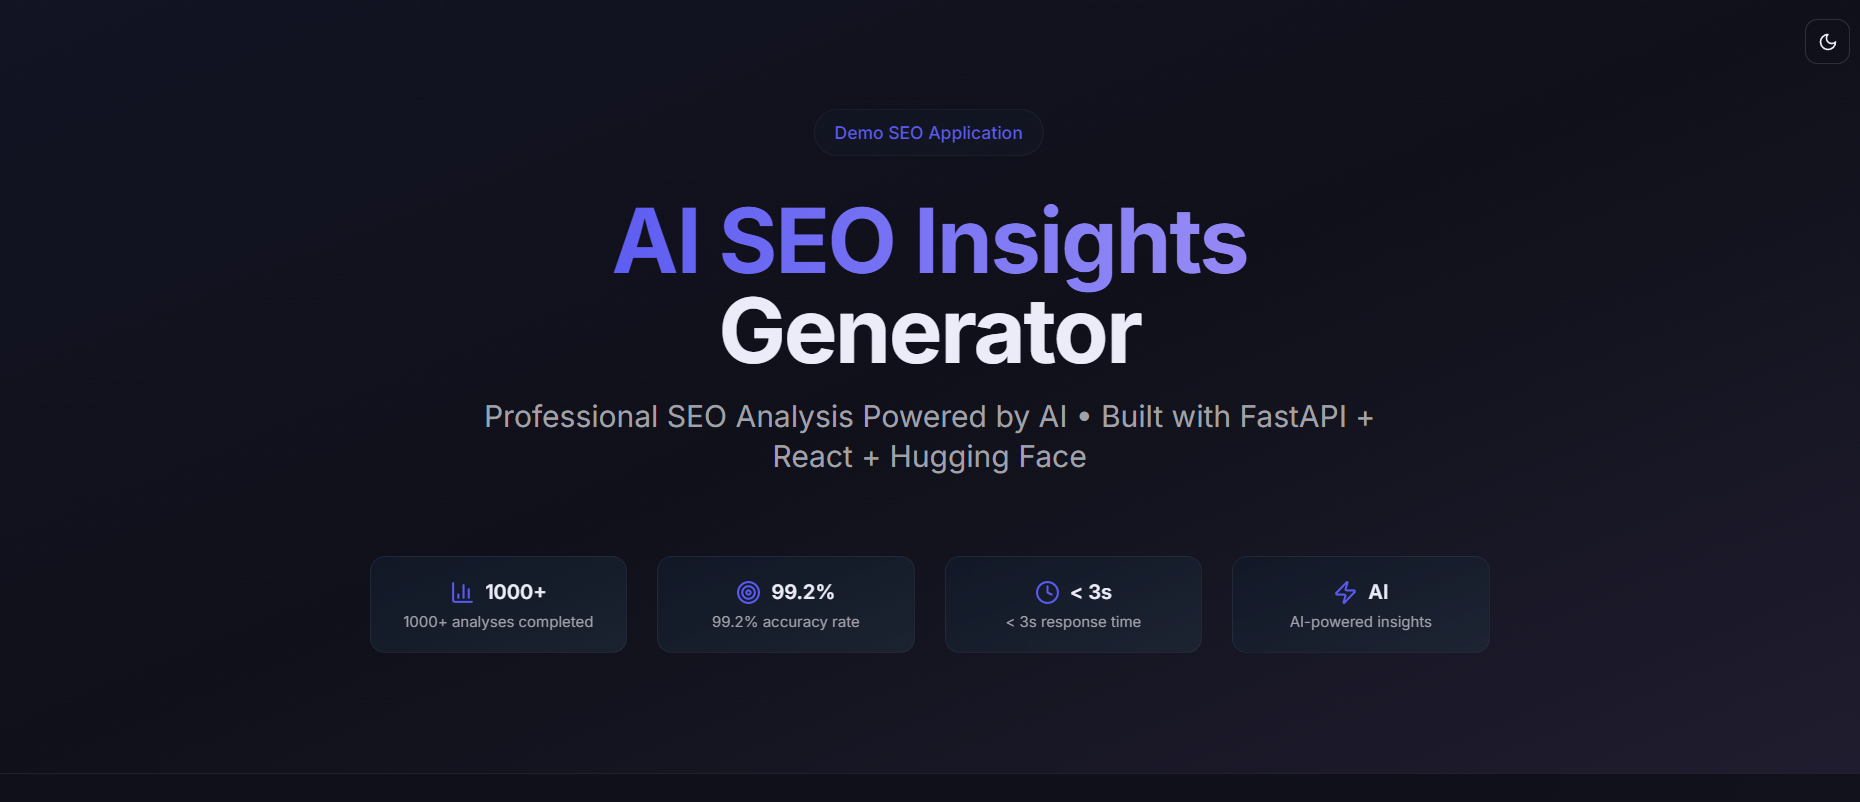 Demo SEO Application
AI SEO Insights
Generator
Professional SEO Analysis Powered by AI • Built with FastAPI +
React + Hugging Face
1000+
1000+ analyses completed
99.2%
99.2% accuracy rate
< 3s
< 3s response time
AI
AI-powered insights